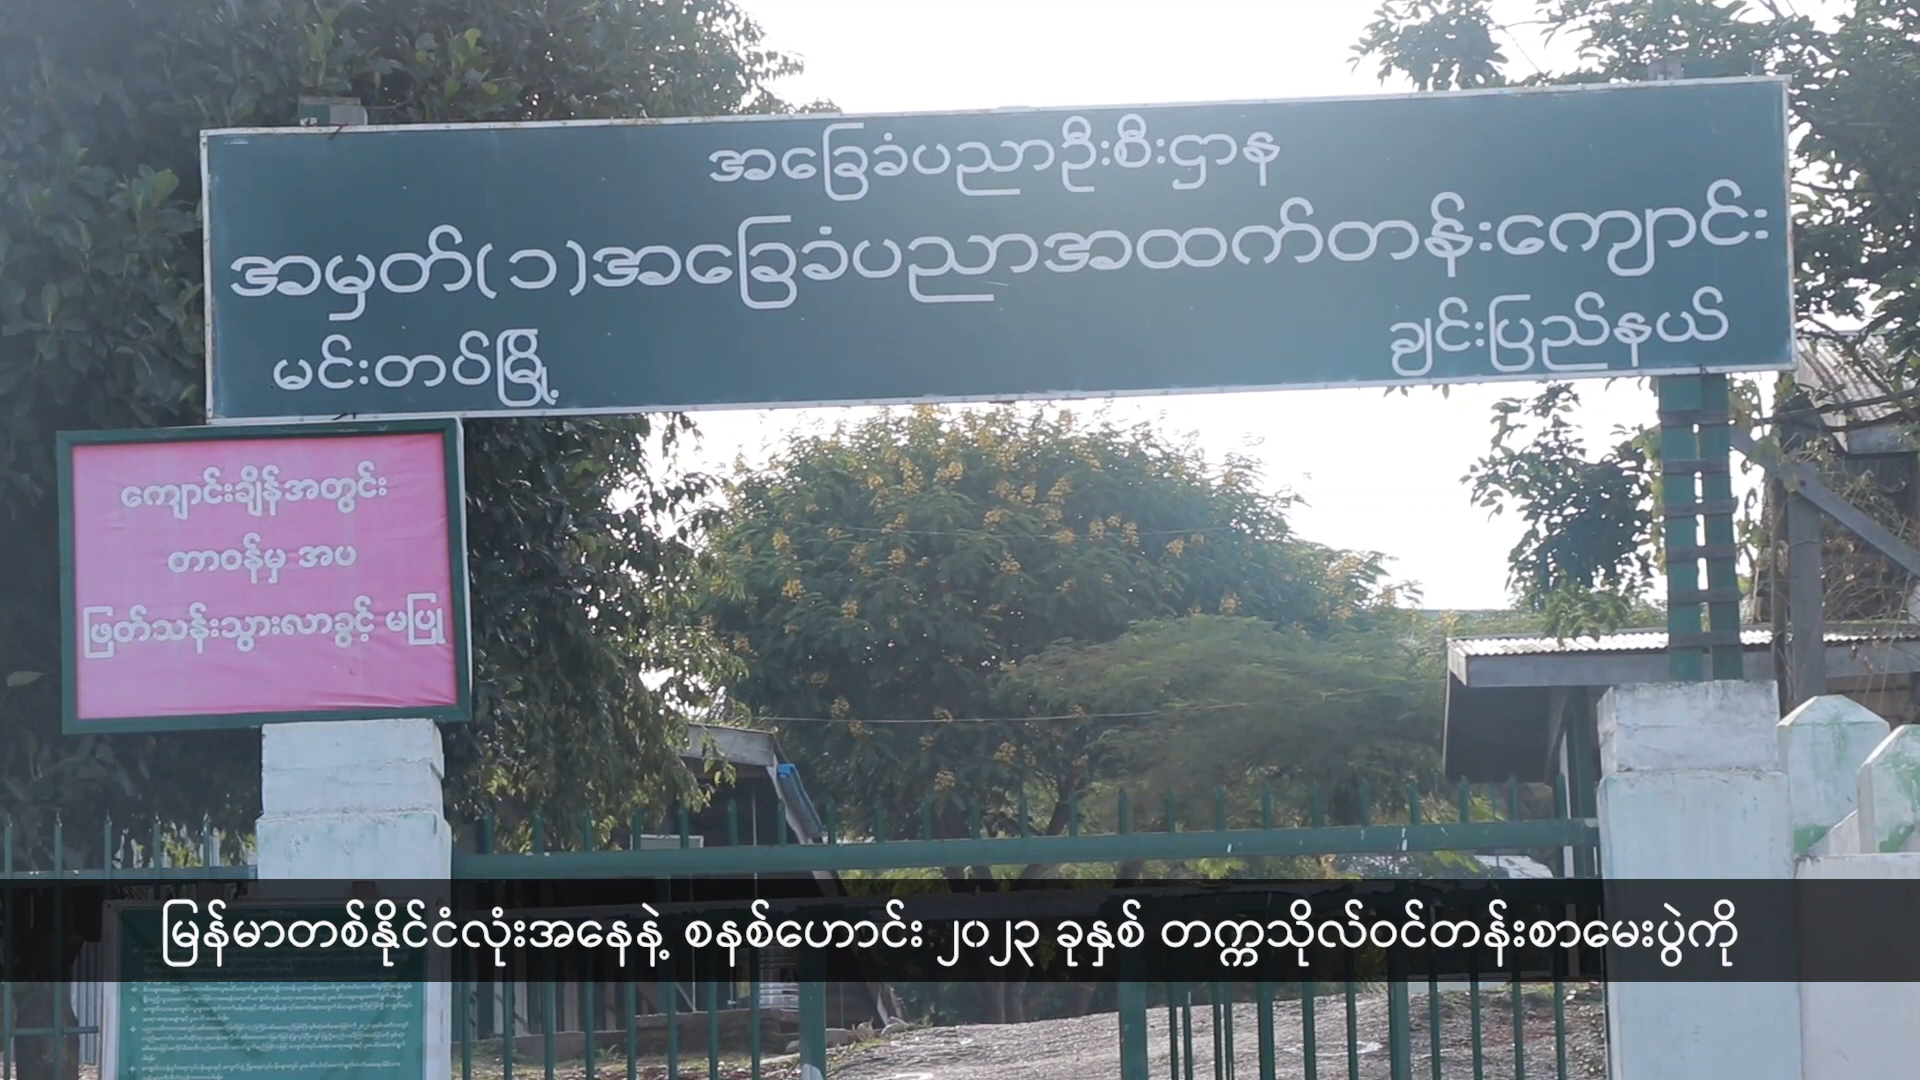 အခြေခံပညာဦးစီးဌာန
အမှတ်(၁)အခြေခံပညာအထက်တန်းကျောင်း
မင်းတပ်မြို့ ချင်းပြည်နယ်
ကျောင်းချိန်အတွင်း
တာဝန်မှ အပ
ဖြတ်သန်းသွားလာခွင့် မပြု
မြန်မာတစ်နိုင်ငံလုံးအနေနဲ့ စနစ်ဟောင်း ၂၀၂၃ ခုနှစ် တက္ကသိုလ်ဝင်တန်းစာမေးပွဲကို